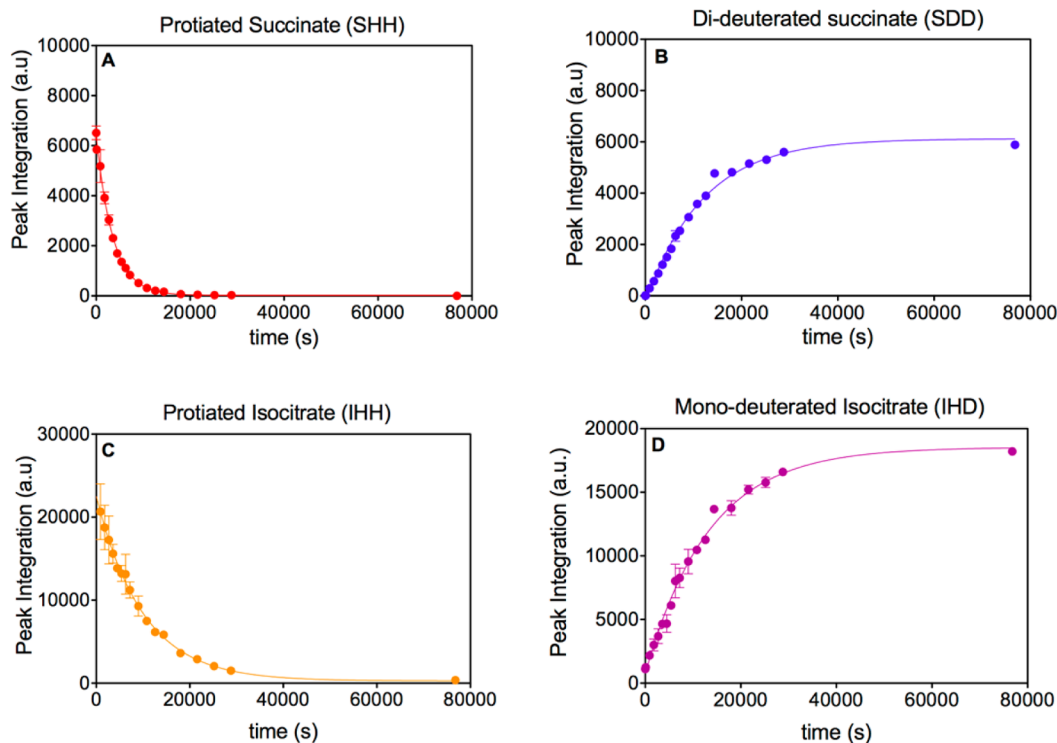 Protiated Succinate (SHH)
A
Peak Integration (a.u)
10000
8000
6000
4000
2000
0
0 20000 40000 60000 80000
time (s)
Di-deuterated succinate (SDD)
B
Peak Integration (a.u)
10000
8000
6000
4000
2000
0
0 20000 40000 60000 80000
time (s)
Protiated Isocitrate (IHH)
C
Peak Integration (a.u)
30000
20000
10000
0
0 20000 40000 60000 80000
time (s)
Mono-deuterated Isocitrate (IHD)
D
Peak Integration (a.u.)
20000
15000
10000
5000
0
0 20000 40000 60000 80000
time (s)